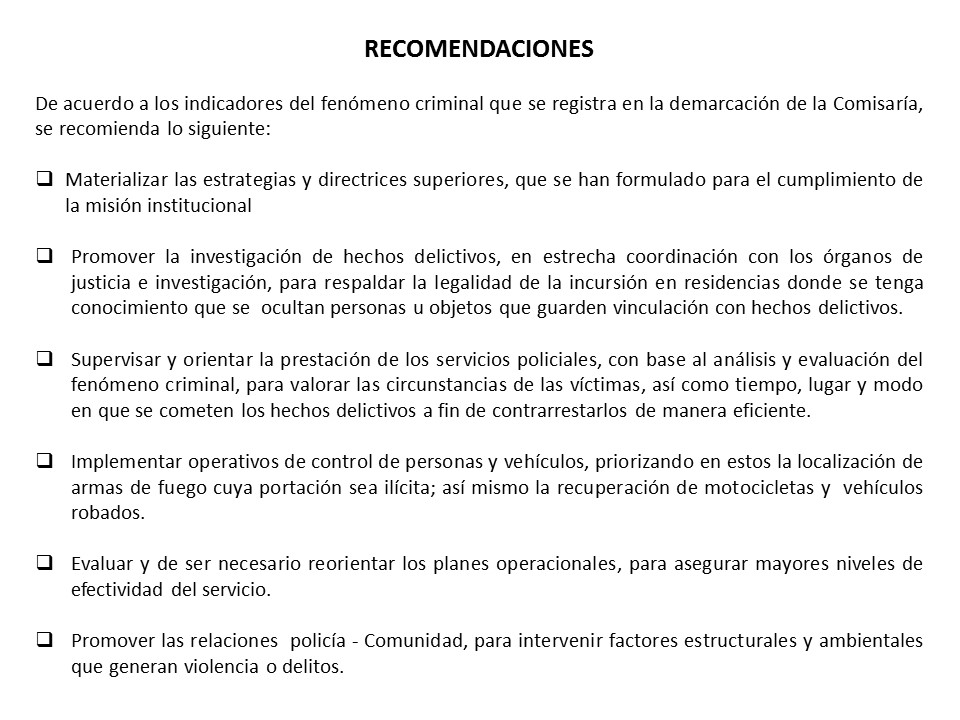 RECOMENDACIONES
De acuerdo a los indicadores del fenómeno criminal que se registra en la demarcación de la Comisaría,
se recomienda lo siguiente:
Materializar las estrategias y directrices superiores, que se han formulado para el cumplimiento de
la misión institucional
Promover la investigación de hechos delictivos, en estrecha coordinación con los órganos de
justicia e investigación, para respaldar la legalidad de la incursión en residencias donde se tenga
conocimiento que se ocultan personas u objetos que guarden vinculación con hechos delictivos.
Supervisar y orientar la prestación de los servicios policiales, con base al análisis y evaluación del
fenómeno criminal, para valorar las circunstancias de las víctimas, así como tiempo, lugar y modo
en que se cometen los hechos delictivos a fin de contrarrestarlos de manera eficiente.
Implementar operativos de control de personas y vehículos, priorizando en estos la localización de
armas de fuego cuya portación sea ilícita; así mismo la recuperación de motocicletas y vehículos
robados.
Evaluar y de ser necesario reorientar los planes operacionales, para asegurar mayores niveles de
efectividad del servicio.
Promover las relaciones policía - Comunidad, para intervenir factores estructurales y ambientales
que generan violencia o delitos.